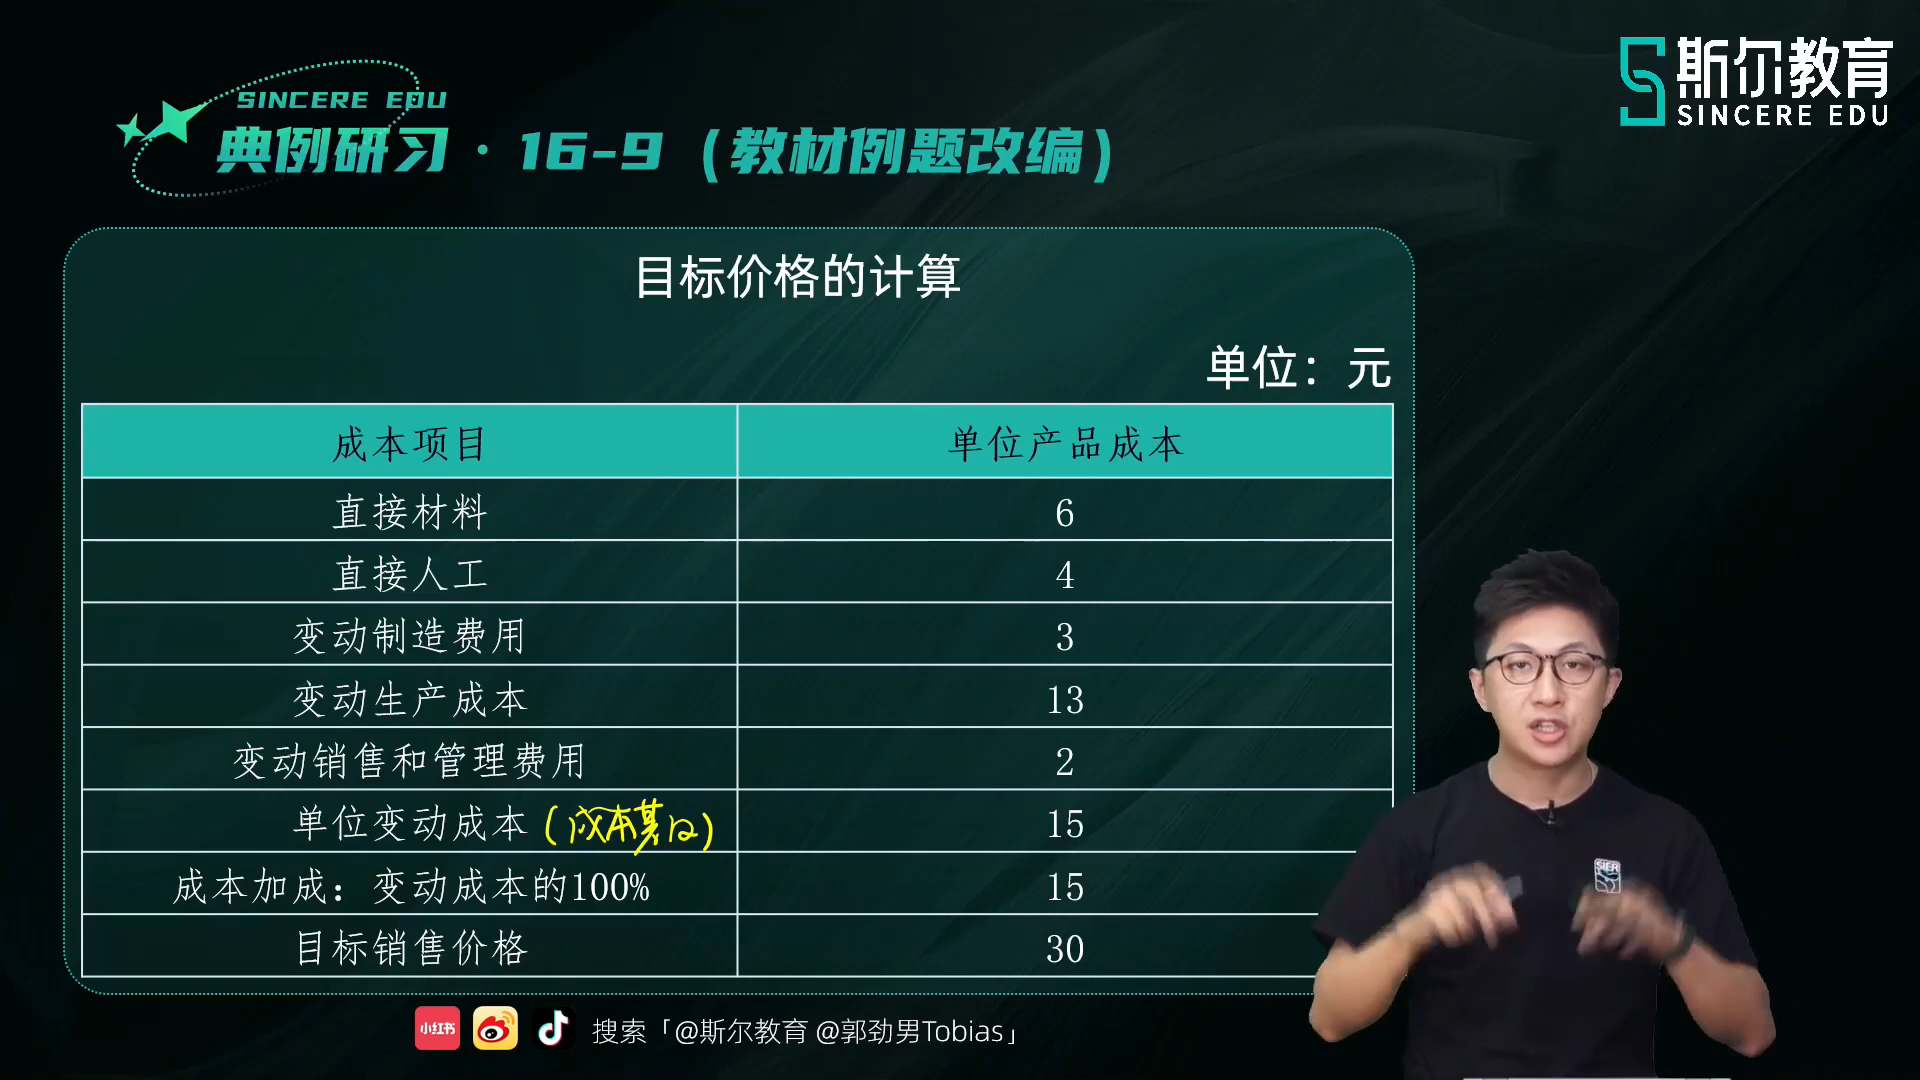 SINCERE EDU
典例研习·16-9（教材例题改编）
斯尔教育
SINCERE EDU
目标价格的计算
单位：元
成本项目 单位产品成本
直接材料 6
直接人工 4
变动制造费用 3
变动生产成本 13
变动销售和管理费用 2
单位变动成本（成本基础） 15
成本加成：变动成本的100% 15
目标销售价格 30
小红书
搜索「@斯尔教育 @郭劲男Tobias」